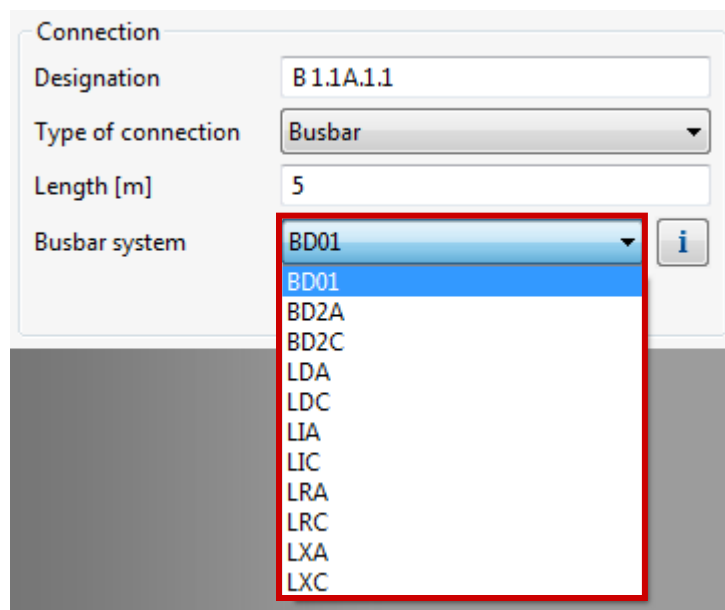 Connection
Designation B 1.1A.1.1
Type of connection Busbar
Length [m] 5
Busbar system BD01 i
BD01
BD2A
BD2C
LDA
LDC
LIA
LIC
LRA
LRC
LXA
LXC